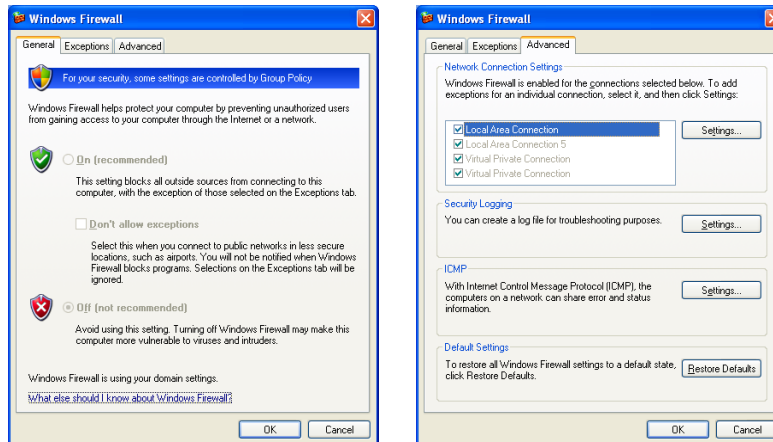 Windows Firewall
General Exceptions Advanced
For your security, some settings are controlled by Group Policy
Windows Firewall helps protect your computer by preventing unauthorized users
from gaining access to your computer through the Internet or a network.
On (recommended)
This setting blocks all outside sources from connecting to this
computer, with the exception of those selected on the Exceptions tab.
Don't allow exceptions
Select this when you connect to public networks in less secure
locations, such as airports. You will not be notified when Windows
Firewall blocks programs. Selections on the Exceptions tab will be
ignored.
Off (not recommended)
Avoid using this setting. Turning off Windows Firewall may make this
computer more vulnerable to viruses and intruders.
Windows Firewall is using your domain settings.
What else should I know about Windows Firewall?
OK Cancel
Windows Firewall
General Exceptions Advanced
Network Connection Settings
Windows Firewall is enabled for the connections selected below. To add
exceptions for an individual connection, select it, and then click Settings:
Local Area Connection
Local Area Connection 5
Virtual Private Connection
Virtual Private Connection
Settings...
Security Logging
You can create a log file for troubleshooting purposes.
Settings...
ICMP
With Internet Control Message Protocol (ICMP), the
computers on a network can share error and status
information.
Settings...
Default Settings
To restore all Windows Firewall settings to a default state,
click Restore Defaults.
Restore Defaults
OK Cancel